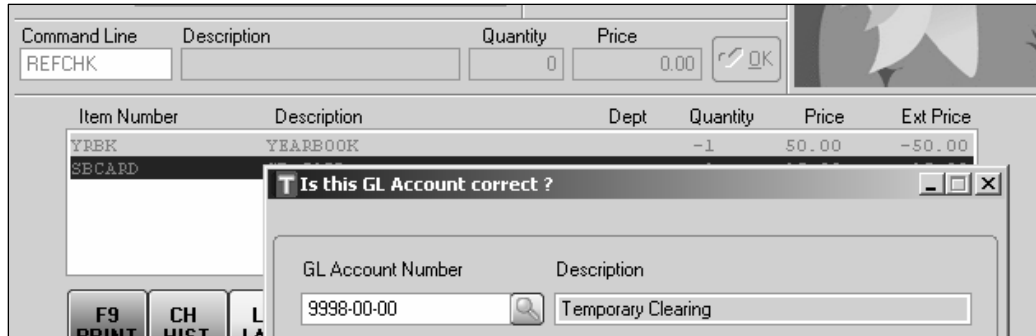 Command Line Description Quantity Price
REFCHK 0 0.00 OK
Item Number Description Dept Quantity Price Ext Price
YRBK YEARBOOK -1 50.00 -50.00
SBCARD
Is this GL Account correct ?
GL Account Number Description
9998-00-00 Temporary Clearing
F9 CH
PRINT HIST